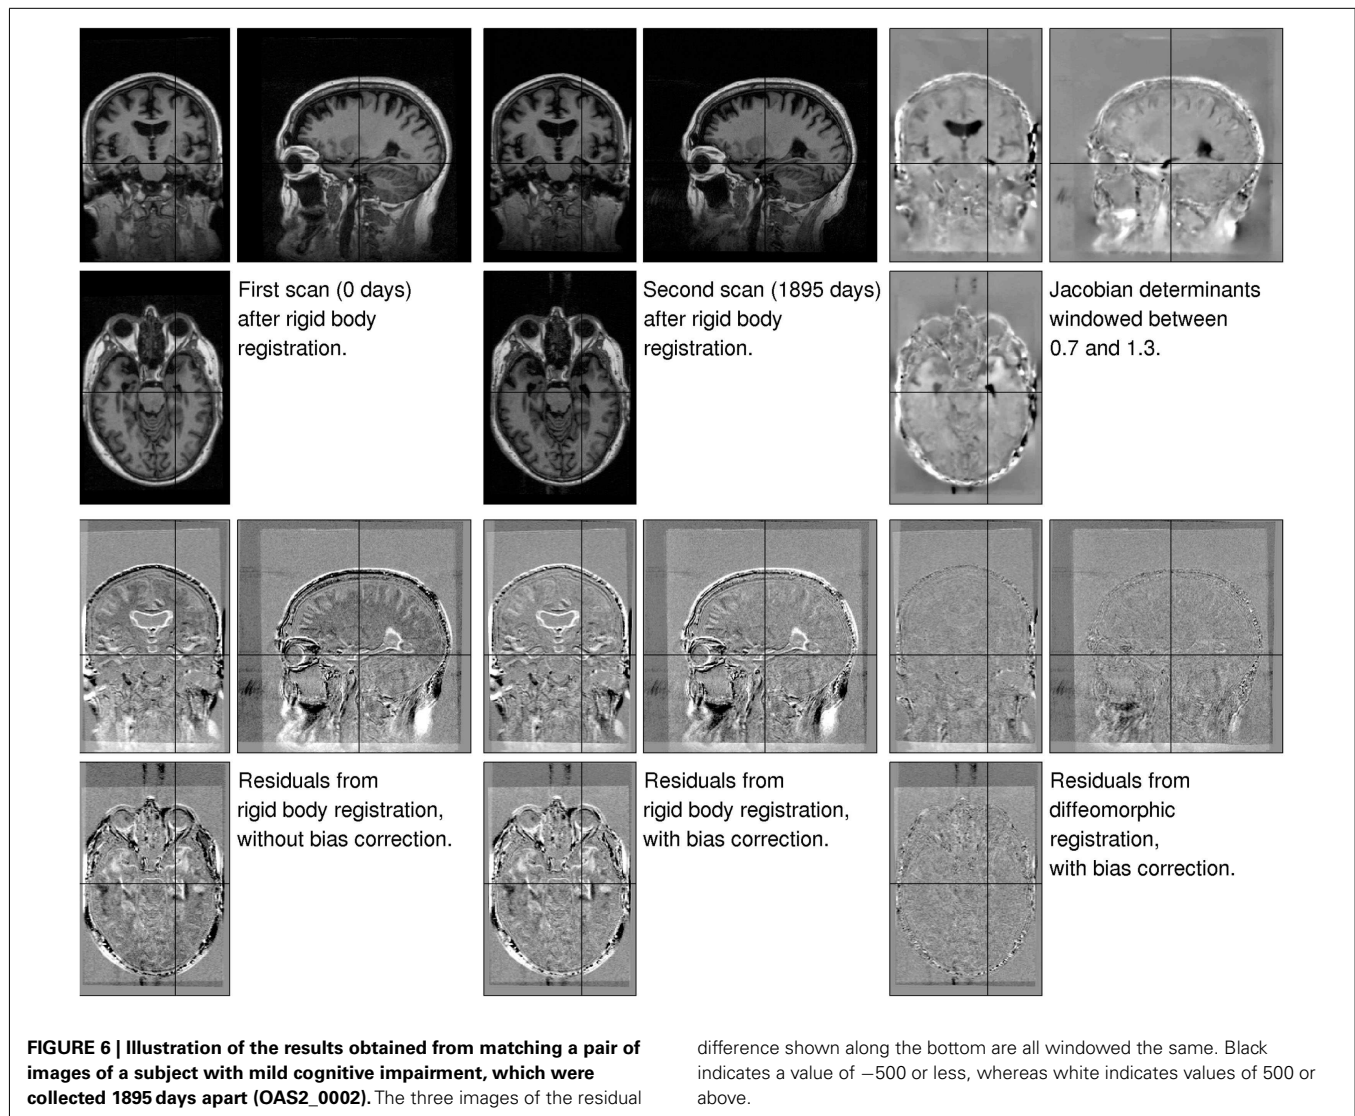 First scan (0 days)
after rigid body
registration.
Second scan (1895 days)
after rigid body
registration.
Jacobian determinants
windowed between
0.7 and 1.3.
Residuals from
rigid body registration,
without bias correction.
Residuals from
rigid body registration,
with bias correction.
Residuals from
diffeomorphic
registration,
with bias correction.
FIGURE 6 | Illustration of the results obtained from matching a pair of
images of a subject with mild cognitive impairment, which were
collected 1895 days apart (OAS2_0002). The three images of the residual
difference shown along the bottom are all windowed the same. Black
indicates a value of −500 or less, whereas white indicates values of 500 or
above.